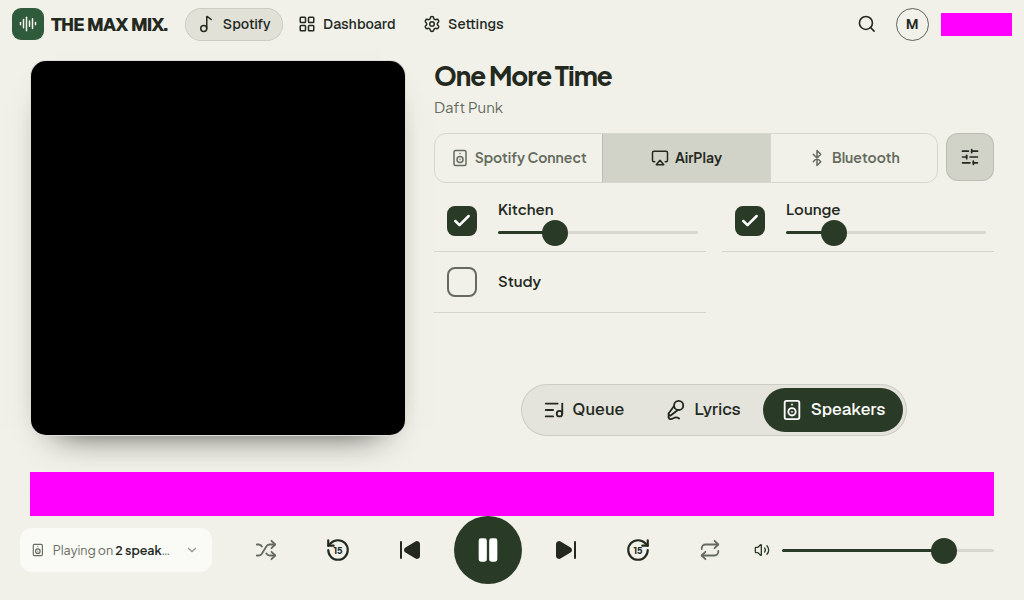 THE MAX MIX.
Spotify
Dashboard
Settings
M
One More Time
Daft Punk
Spotify Connect
AirPlay
Bluetooth
Kitchen
Lounge
Study
Queue
Lyrics
Speakers
Playing on 2 speak...
15
15